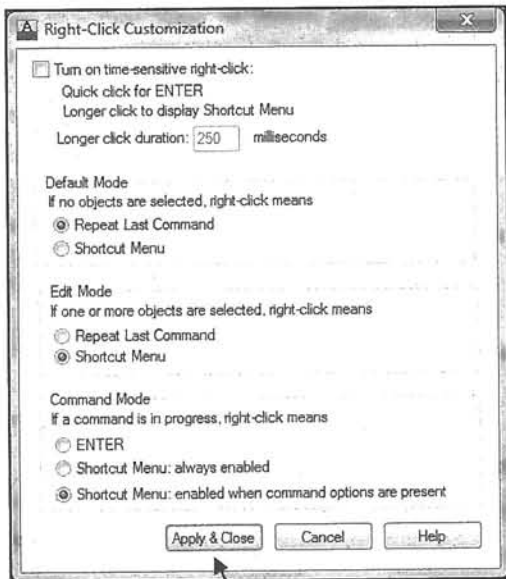 Right-Click Customization
Turn on time-sensitive right-click:
Quick click for ENTER
Longer click to display Shortcut Menu
Longer click duration: 250 milliseconds
Default Mode
If no objects are selected, right-click means
Repeat Last Command
Shortcut Menu
Edit Mode
If one or more objects are selected, right-click means
Repeat Last Command
Shortcut Menu
Command Mode
If a command is in progress, right-click means
ENTER
Shortcut Menu: always enabled
Shortcut Menu: enabled when command options are present
Apply & Close Cancel Help